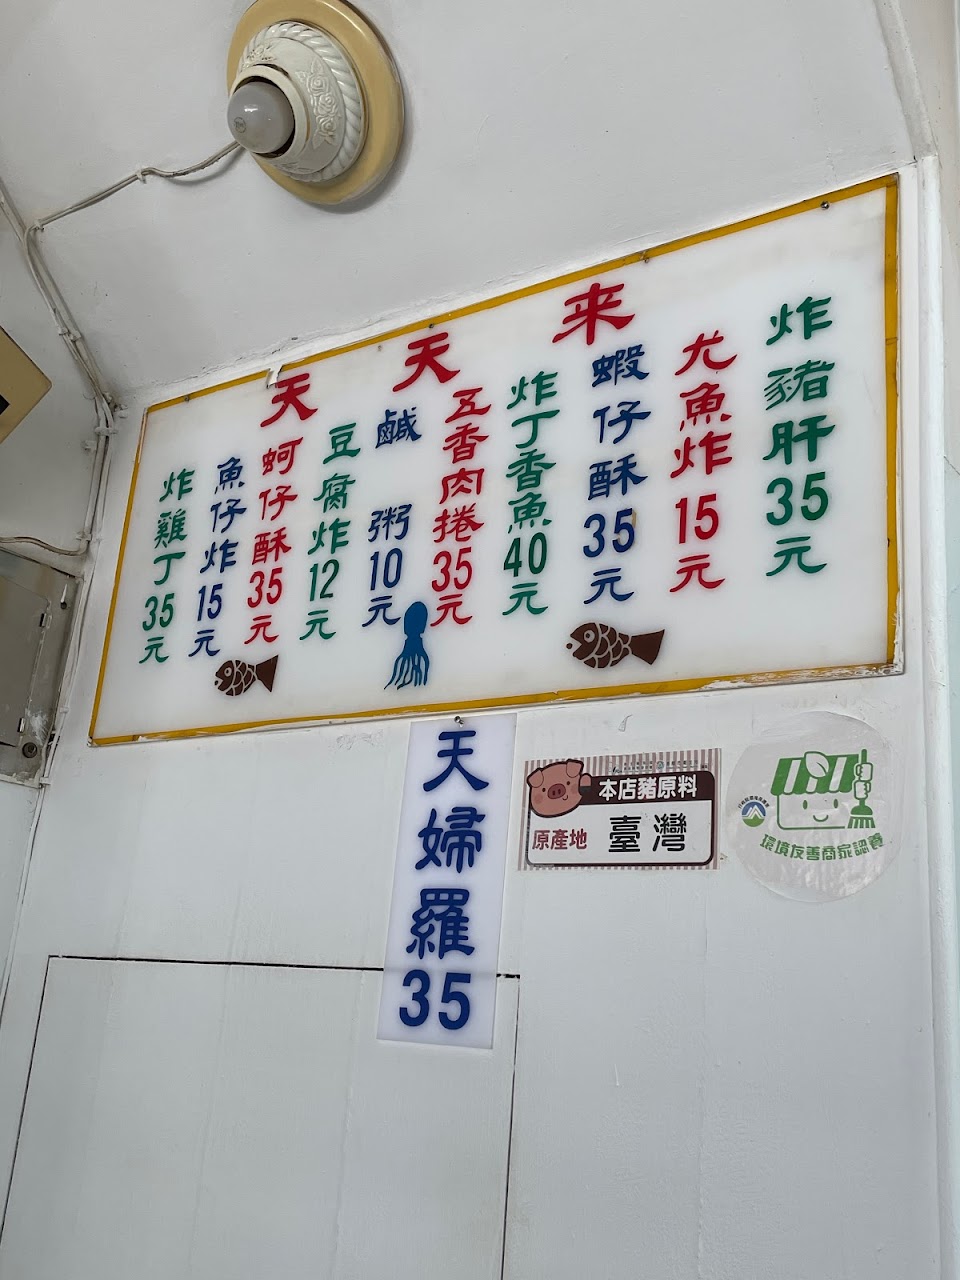 天天来
炸雞丁35元
魚仔炸15元
蚵仔酥35元
豆腐炸12元
鹹粥10元
五香肉捲35元
炸丁香魚40元
蝦仔酥35元
尤魚炸15元
炸豬肝35元
天婦羅35
本店豬原料
原產地 臺灣
環境友善商家認養